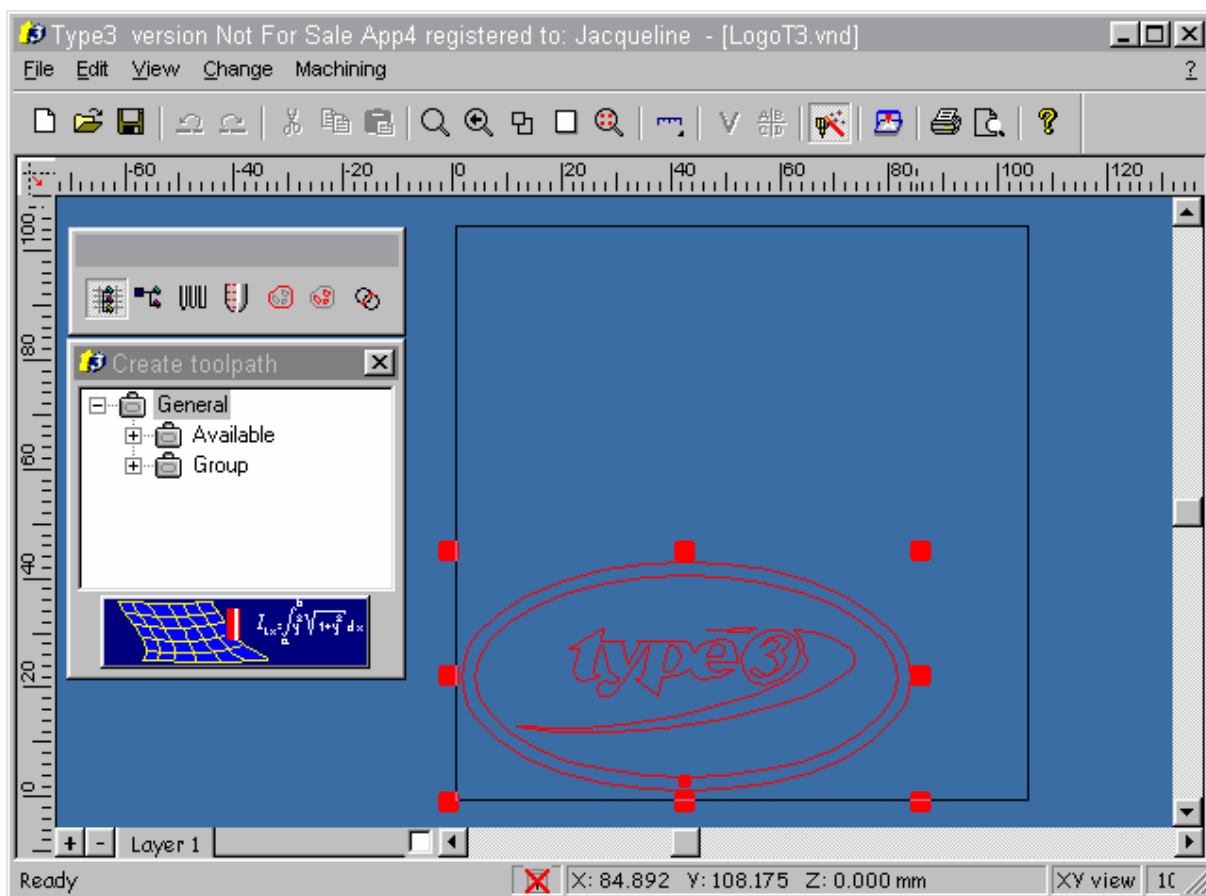 Type3 version Not For Sale App4 registered to: Jacqueline - [LogoT3.vnd]
File Edit View Change Machining ?
-60 -40 -20 0 20 40 60 80 100 120
100
80
60
40
20
0
Create toolpath
General
Available
Group
type3
+ - Layer 1
Ready X: 84.892 Y: 108.175 Z: 0.000 mm XY view